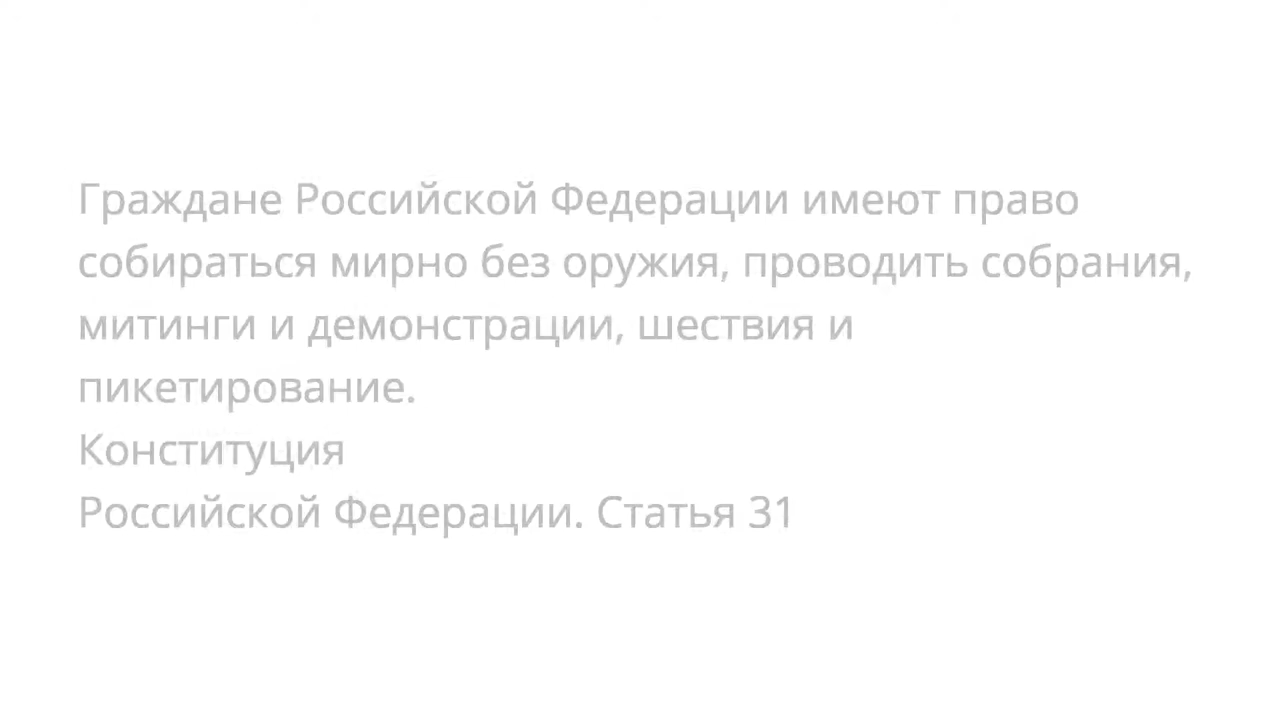 Граждане Российской Федерации имеют право
собираться мирно без оружия, проводить собрания,
митинги и демонстрации, шествия и
пикетирование.
Конституция
Российской Федерации. Статья 31